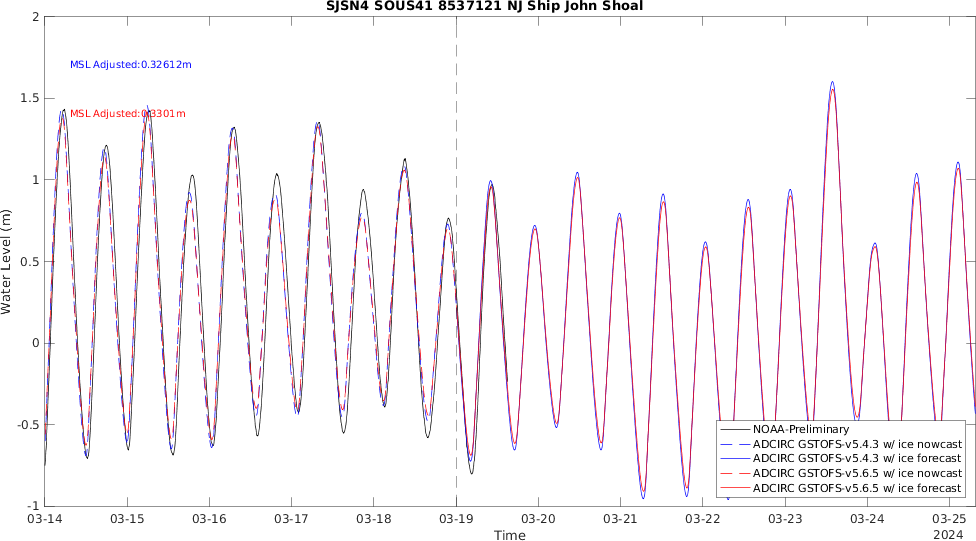 SJSN4 SOUS41 8537121 NJ Ship John Shoal
MSL Adjusted:0.32612m
MSL Adjusted:0.3301m
Water Level (m)
2
1.5
1
0.5
0
-0.5
-1
NOAA-Preliminary
ADCIRC GSTOFS-v5.4.3 w/ ice nowcast
ADCIRC GSTOFS-v5.4.3 w/ ice forecast
ADCIRC GSTOFS-v5.6.5 w/ ice nowcast
ADCIRC GSTOFS-v5.6.5 w/ ice forecast
03-14 03-15 03-16 03-17 03-18 03-19 03-20 03-21 03-22 03-23 03-24 03-25
2024
Time